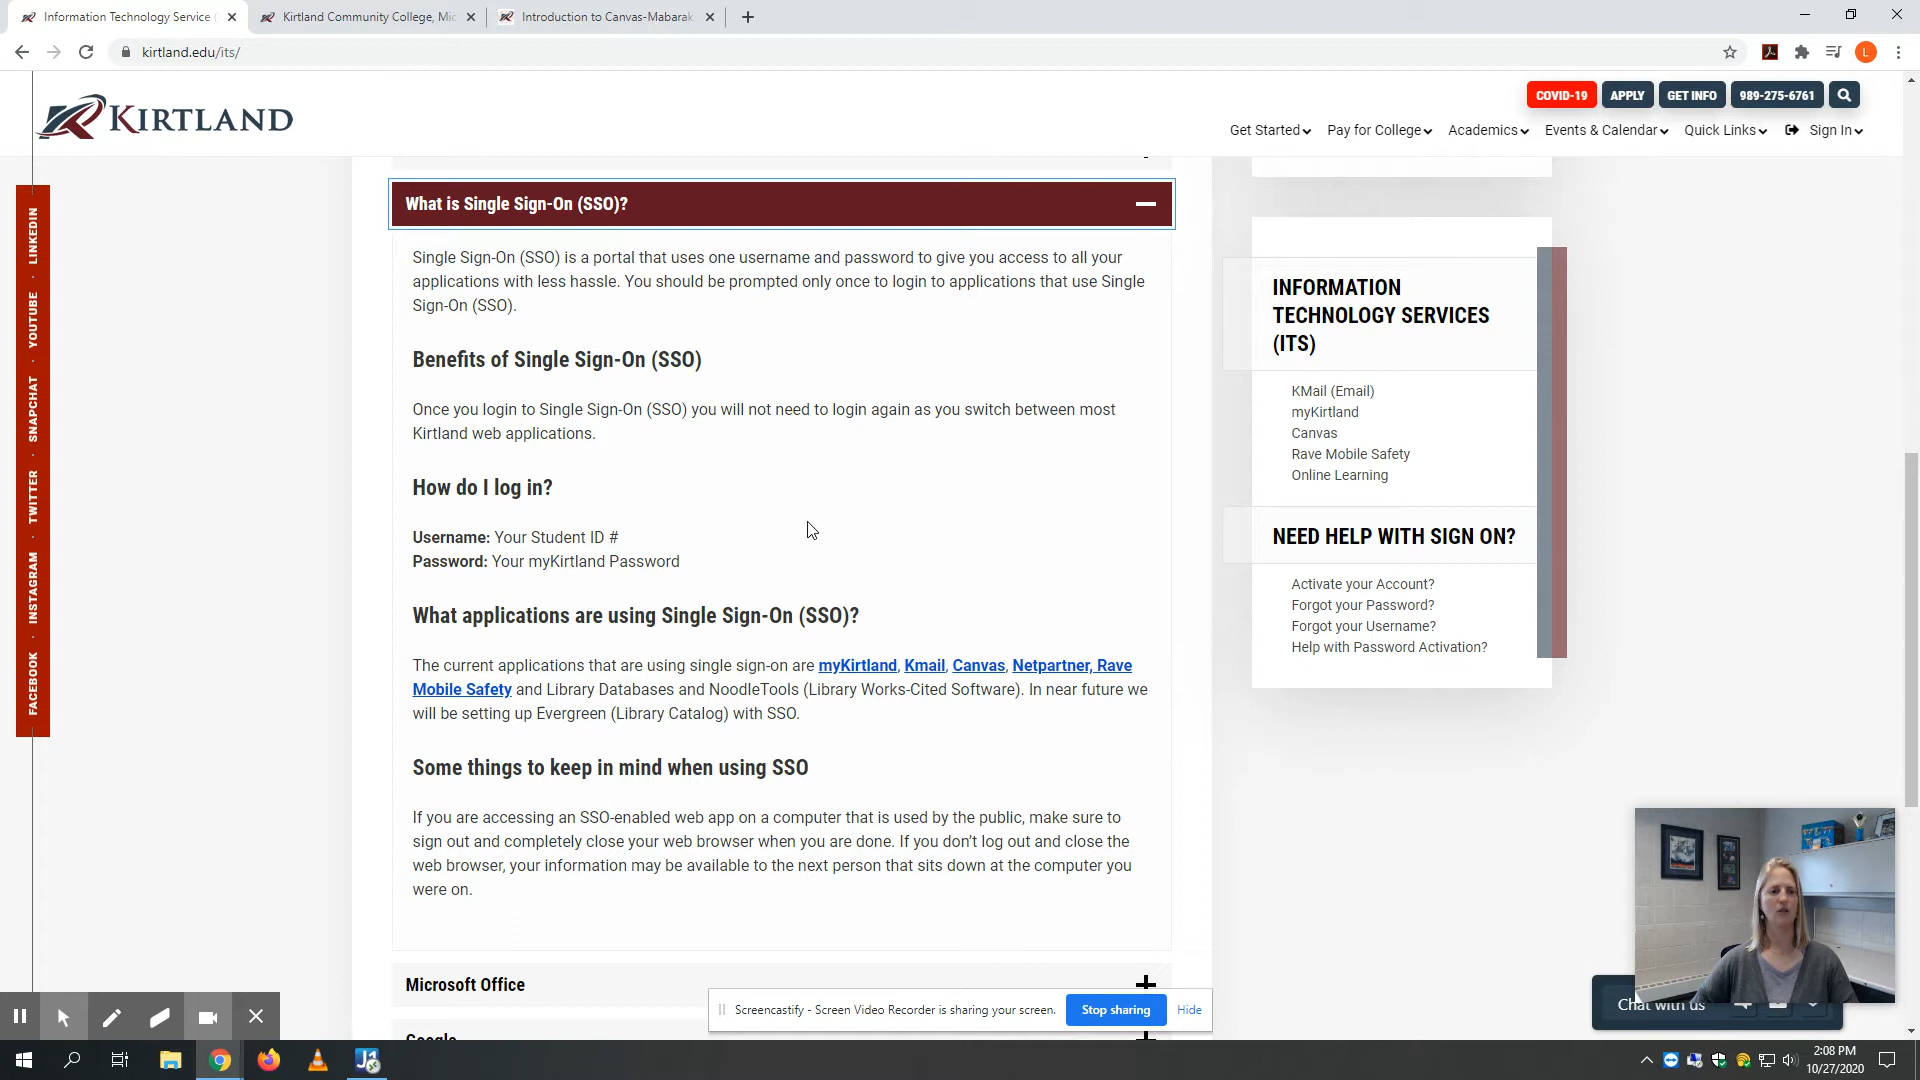 Information Technology Service
Kirtland Community College, Mic
Introduction to Canvas-Mabarak
kirtland.edu/its/
L
KIRTLAND
COVID-19
APPLY
GET INFO
989-275-6761
Get Started
Pay for College
Academics
Events & Calendar
Quick Links
Sign In
FACEBOOK · INSTAGRAM · TWITTER · SNAPCHAT · YOUTUBE · LINKEDIN
What is Single Sign-On (SSO)?
Single Sign-On (SSO) is a portal that uses one username and password to give you access to all your
applications with less hassle. You should be prompted only once to login to applications that use Single
Sign-On (SSO).
Benefits of Single Sign-On (SSO)
Once you login to Single Sign-On (SSO) you will not need to login again as you switch between most
Kirtland web applications.
How do I log in?
Username: Your Student ID #
Password: Your myKirtland Password
What applications are using Single Sign-On (SSO)?
The current applications that are using single sign-on are myKirtland, Kmail, Canvas, Netpartner, Rave
Mobile Safety and Library Databases and NoodleTools (Library Works-Cited Software). In near future we
will be setting up Evergreen (Library Catalog) with SSO.
Some things to keep in mind when using SSO
If you are accessing an SSO-enabled web app on a computer that is used by the public, make sure to
sign out and completely close your web browser when you are done. If you don't log out and close the
web browser, your information may be available to the next person that sits down at the computer you
were on.
Microsoft Office
Google
INFORMATION
TECHNOLOGY SERVICES
(ITS)
KMail (Email)
myKirtland
Canvas
Rave Mobile Safety
Online Learning
NEED HELP WITH SIGN ON?
Activate your Account?
Forgot your Password?
Forgot your Username?
Help with Password Activation?
Chat with us
Screencastify - Screen Video Recorder is sharing your screen.
Stop sharing
Hide
2:08 PM
10/27/2020